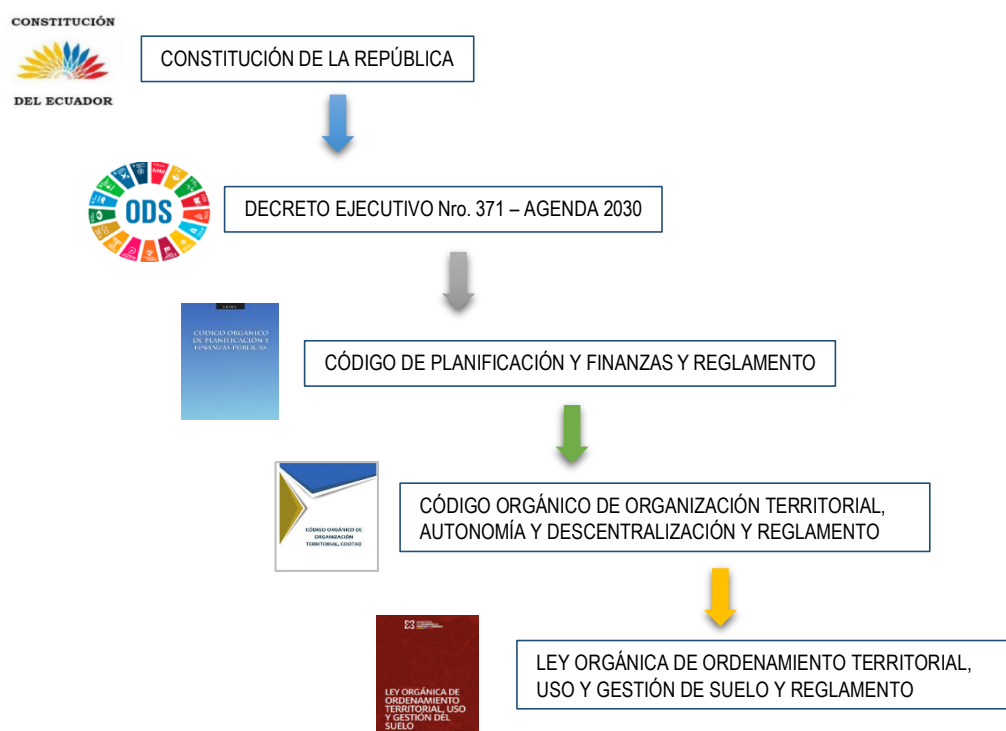 CONSTITUCIÓN
DEL ECUADOR
CONSTITUCIÓN DE LA REPÚBLICA
ODS
DECRETO EJECUTIVO Nro. 371 – AGENDA 2030
CÓDIGO ORGÁNICO
DE PLANIFICACIÓN Y
FINANZAS PÚBLICAS
CÓDIGO DE PLANIFICACIÓN Y FINANZAS Y REGLAMENTO
CÓDIGO ORGÁNICO DE
ORGANIZACIÓN
TERRITORIAL, COOTAD
CÓDIGO ORGÁNICO DE ORGANIZACIÓN TERRITORIAL,
AUTONOMÍA Y DESCENTRALIZACIÓN Y REGLAMENTO
LEY ORGÁNICA DE
ORDENAMIENTO
TERRITORIAL, USO
Y GESTIÓN DEL
SUELO
LEY ORGÁNICA DE ORDENAMIENTO TERRITORIAL,
USO Y GESTIÓN DE SUELO Y REGLAMENTO